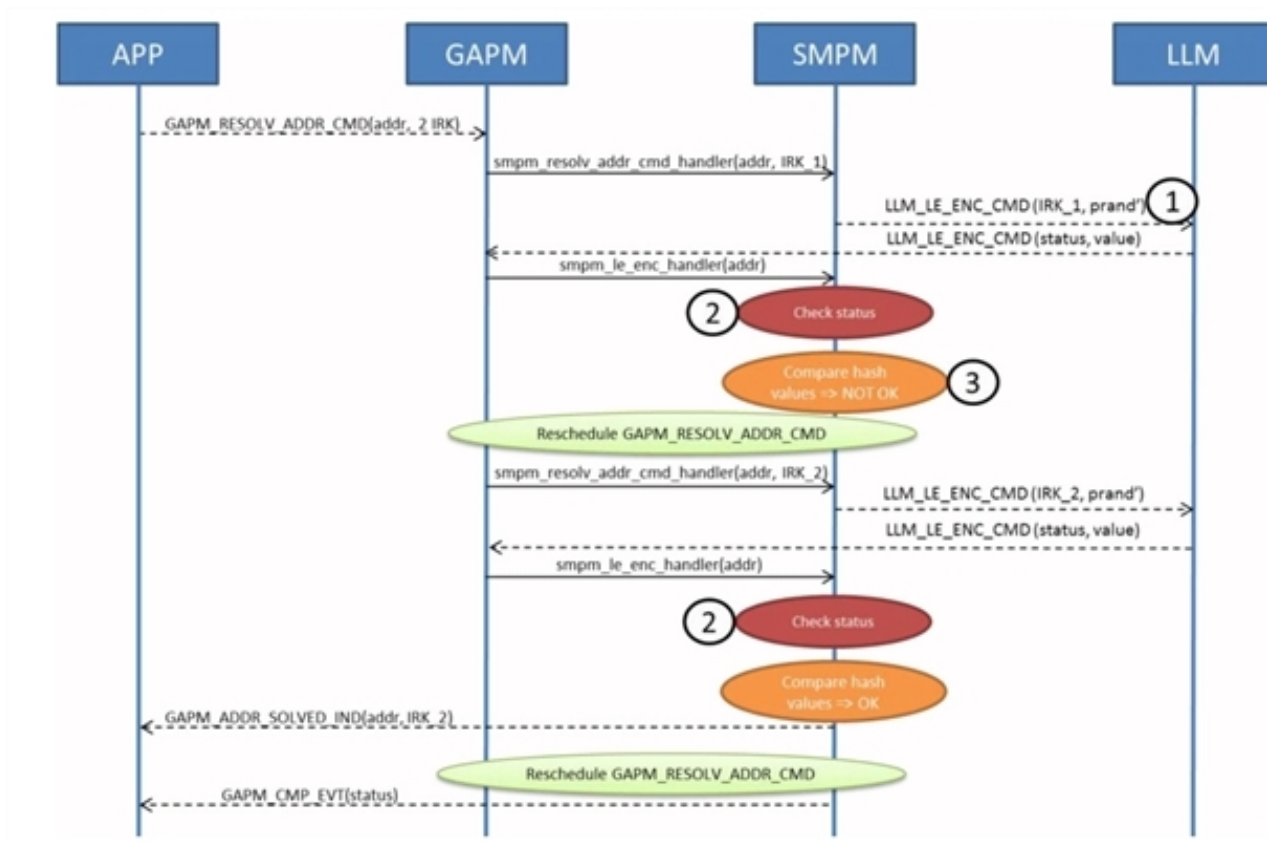 APP
GAPM
SMPM
LLM
GAPM_RESOLV_ADDR_CMD(addr, 2 IRK)
smpm_resolv_addr_cmd_handler(addr, IRK_1)
LLM_LE_ENC_CMD (IRK_1, prand')
1
LLM_LE_ENC_CMD (status, value)
smpm_le_enc_handler(addr)
2
Check status
Compare hash
values => NOT OK
3
Reschedule GAPM_RESOLV_ADDR_CMD
smpm_resolv_addr_cmd_handler(addr, IRK_2)
LLM_LE_ENC_CMD (IRK_2, prand')
LLM_LE_ENC_CMD (status, value)
smpm_le_enc_handler(addr)
2
Check status
Compare hash
values => OK
GAPM_ADDR_SOLVED_IND(addr, IRK_2)
Reschedule GAPM_RESOLV_ADDR_CMD
GAPM_CMP_EVT(status)